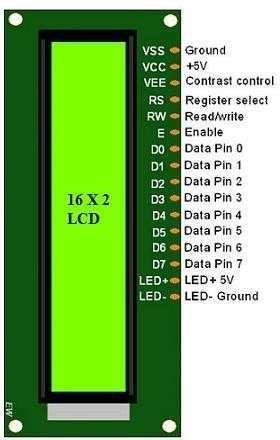 VSS Ground
VCC +5V
VEE Contrast control
RS Register select
RW Read/write
E Enable
D0 Data Pin 0
D1 Data Pin 1
D2 Data Pin 2
D3 Data Pin 3
D4 Data Pin 4
D5 Data Pin 5
D6 Data Pin 6
D7 Data Pin 7
LED+ LED+ 5V
LED- LED- Ground
16 X 2
LCD
EW